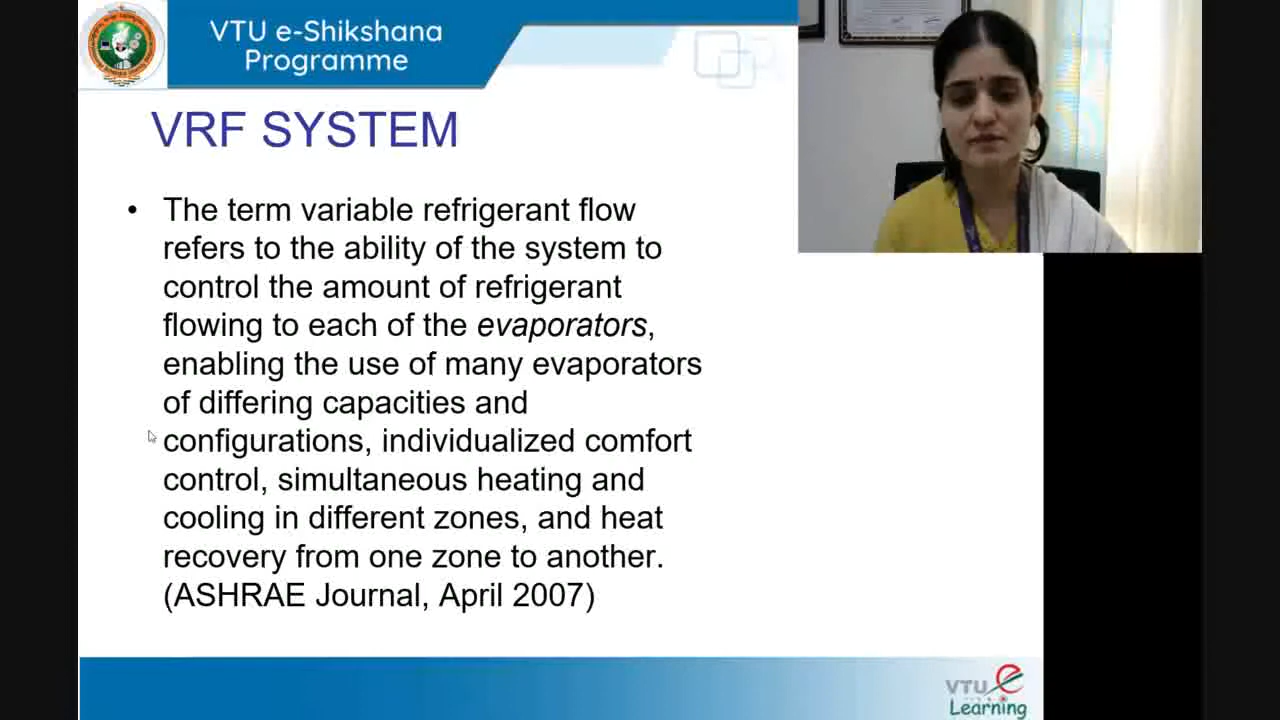 VTU e-Shikshana
Programme
VRF SYSTEM
• The term variable refrigerant flow
refers to the ability of the system to
control the amount of refrigerant
flowing to each of the evaporators,
enabling the use of many evaporators
of differing capacities and
configurations, individualized comfort
control, simultaneous heating and
cooling in different zones, and heat
recovery from one zone to another.
(ASHRAE Journal, April 2007)
VTU e
Learning